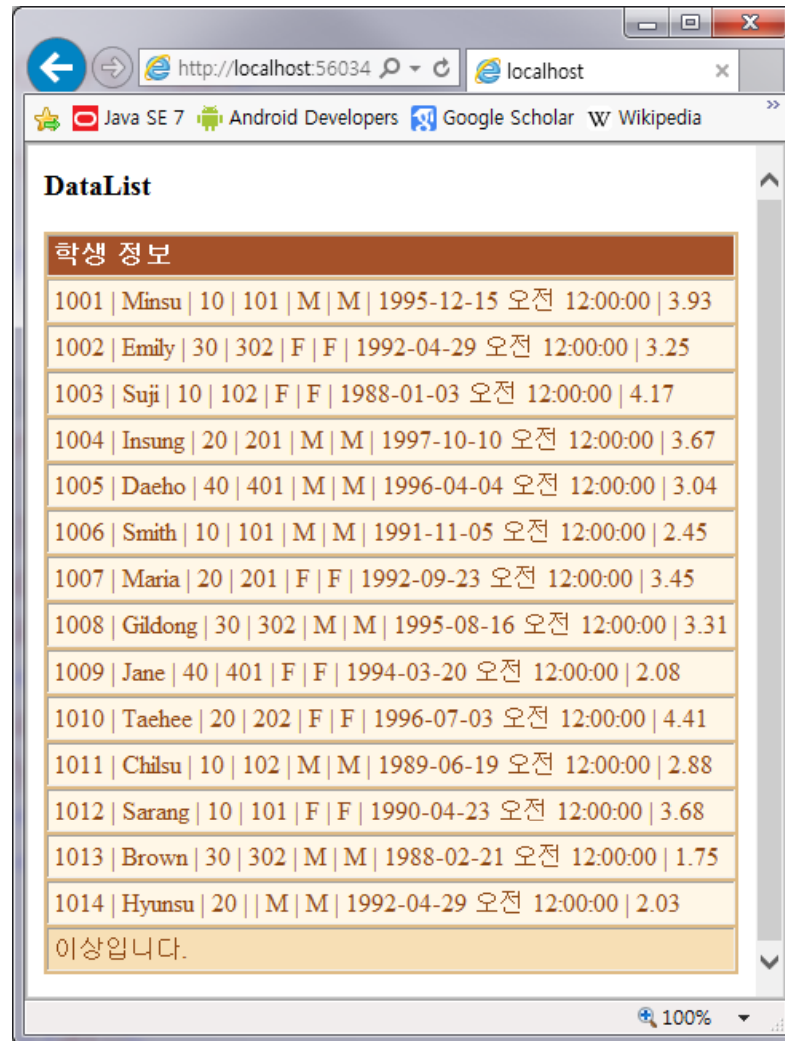 http://localhost:56034
localhost
Java SE 7 Android Developers Google Scholar W Wikipedia
DataList
학생 정보
1001 | Minsu | 10 | 101 | M | M | 1995-12-15 오전 12:00:00 | 3.93
1002 | Emily | 30 | 302 | F | F | 1992-04-29 오전 12:00:00 | 3.25
1003 | Suji | 10 | 102 | F | F | 1988-01-03 오전 12:00:00 | 4.17
1004 | Insung | 20 | 201 | M | M | 1997-10-10 오전 12:00:00 | 3.67
1005 | Daeho | 40 | 401 | M | M | 1996-04-04 오전 12:00:00 | 3.04
1006 | Smith | 10 | 101 | M | M | 1991-11-05 오전 12:00:00 | 2.45
1007 | Maria | 20 | 201 | F | F | 1992-09-23 오전 12:00:00 | 3.45
1008 | Gildong | 30 | 302 | M | M | 1995-08-16 오전 12:00:00 | 3.31
1009 | Jane | 40 | 401 | F | F | 1994-03-20 오전 12:00:00 | 2.08
1010 | Taehee | 20 | 202 | F | F | 1996-07-03 오전 12:00:00 | 4.41
1011 | Chilsu | 10 | 102 | M | M | 1989-06-19 오전 12:00:00 | 2.88
1012 | Sarang | 10 | 101 | F | F | 1990-04-23 오전 12:00:00 | 3.68
1013 | Brown | 30 | 302 | M | M | 1988-02-21 오전 12:00:00 | 1.75
1014 | Hyunsu | 20 | | M | M | 1992-04-29 오전 12:00:00 | 2.03
이상입니다.
100%